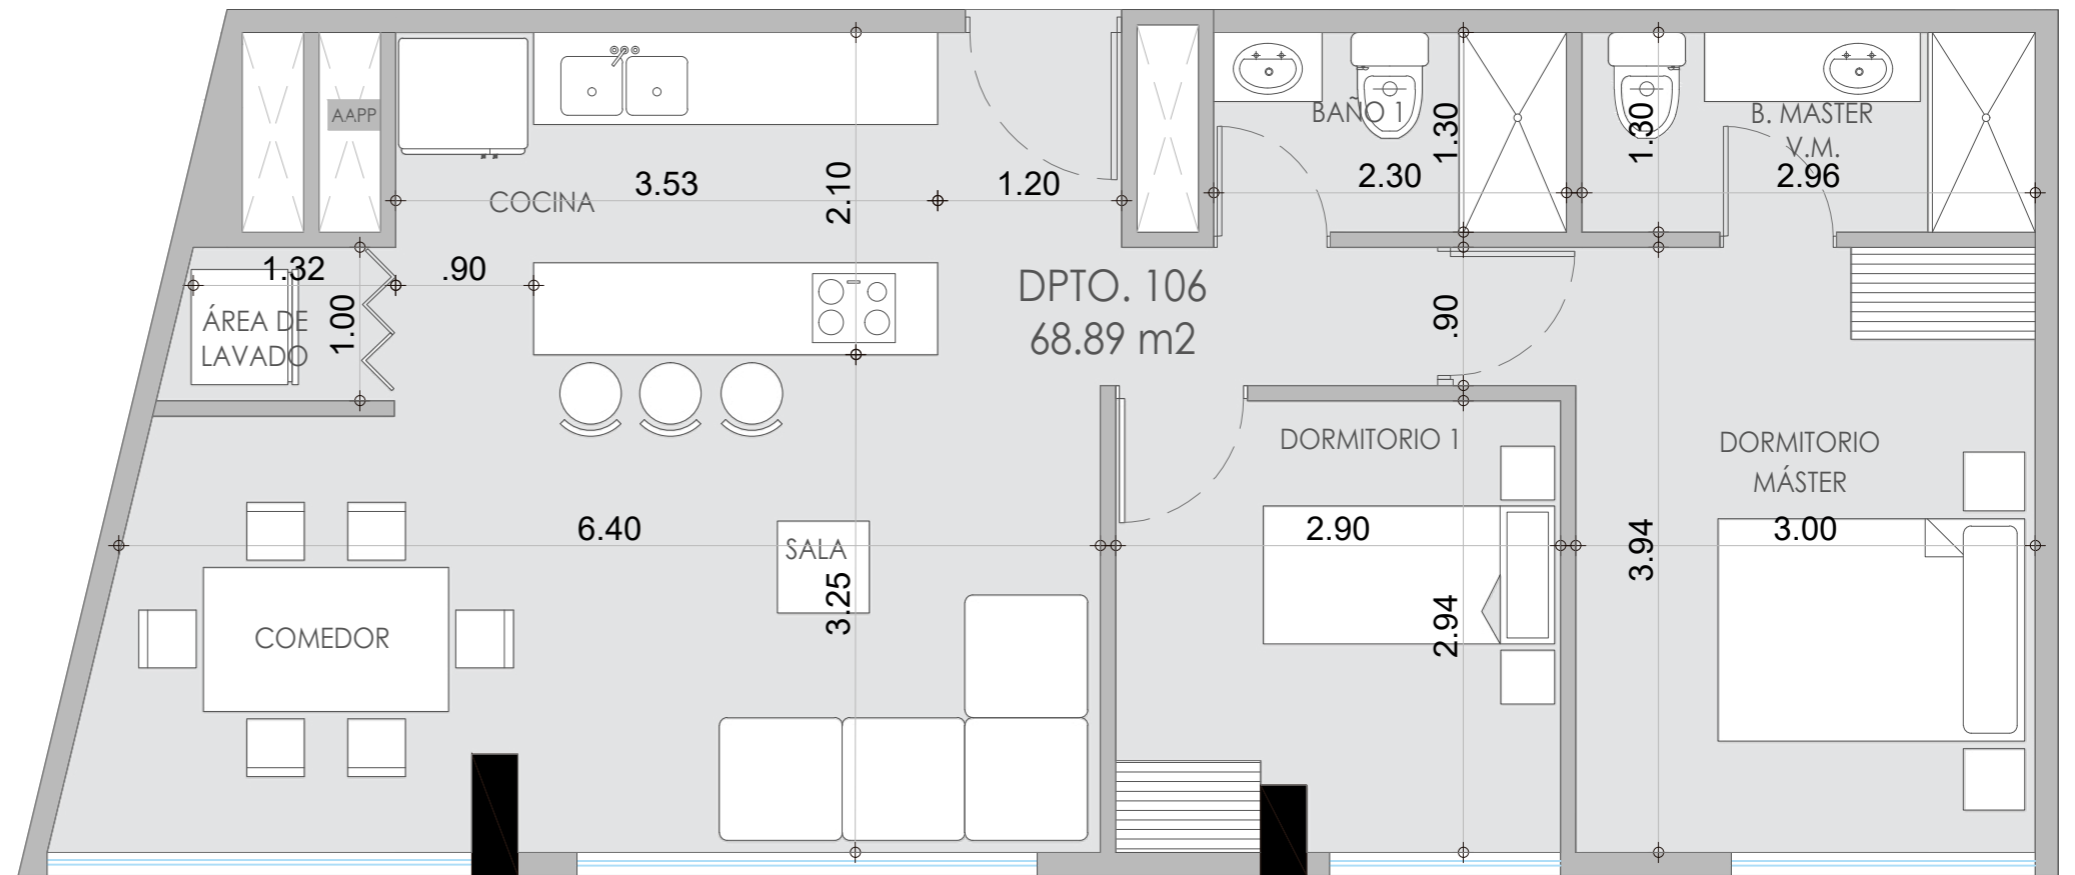 AAPP
BAÑO 1
1.30
1.30
B. MASTER
V.M.
COCINA
3.53
2.10
1.20
2.30
2.96
1.32
.90
ÁREA DE
LAVADO
1.00
DPTO. 106
68.89 m2
.90
DORMITORIO 1
DORMITORIO
MÁSTER
6.40
SALA
3.25
2.90
2.94
3.94
3.00
COMEDOR